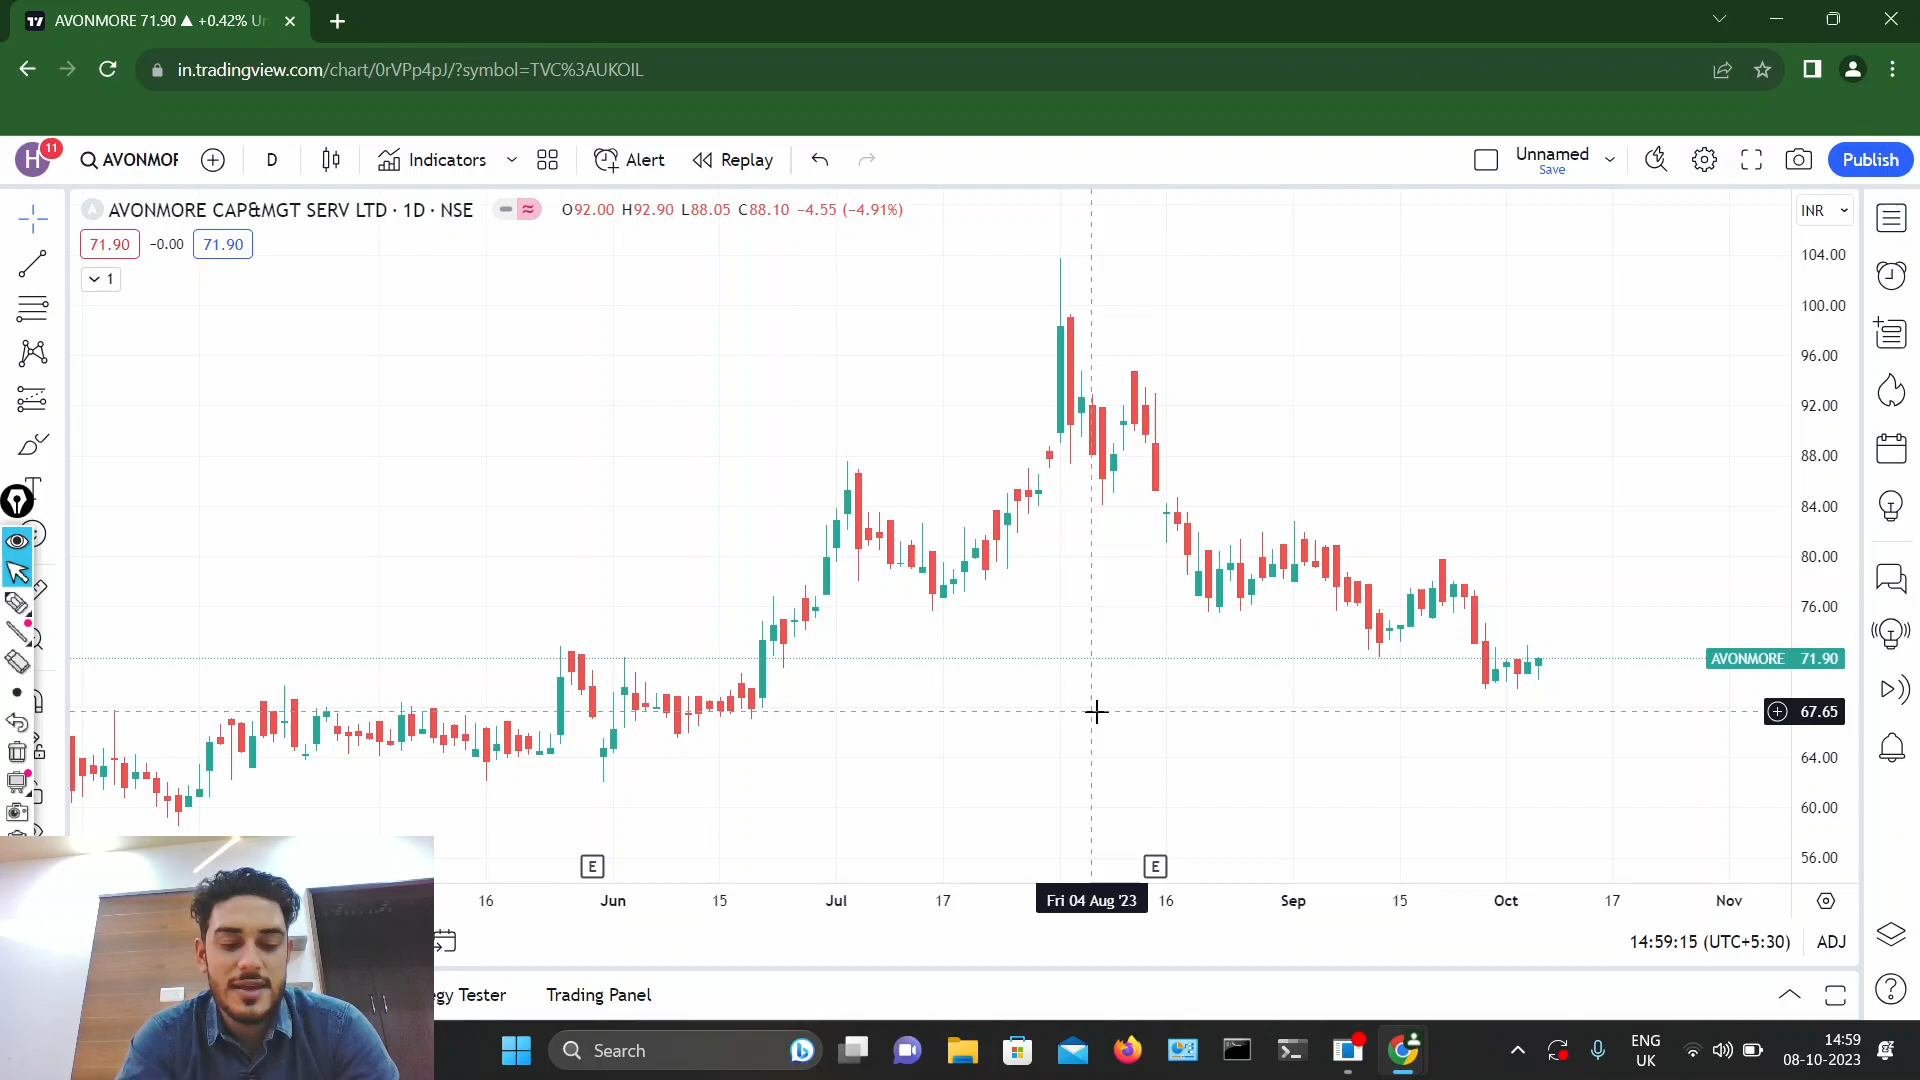 AVONMORE 71.90 ▲ +0.42% Un
in.tradingview.com/chart/0rVPp4pJ/?symbol=TVC%3AUKOIL
H 11 AVONMOR D Indicators Alert Replay Unnamed Publish
Save
A AVONMORE CAP&MGT SERV LTD · 1D · NSE O92.00 H92.90 L88.05 C88.10 −4.55 (−4.91%) INR
71.90 −0.00 71.90
1
104.00
100.00
96.00
92.00
88.00
84.00
80.00
76.00
AVONMORE 71.90
67.65
64.00
60.00
56.00
E E
16 Jun 15 Jul 17 Fri 04 Aug '23 16 Sep 15 Oct 17 Nov
14:59:15 (UTC+5:30) ADJ
egy Tester Trading Panel
Search
ENG
UK
14:59
08-10-2023